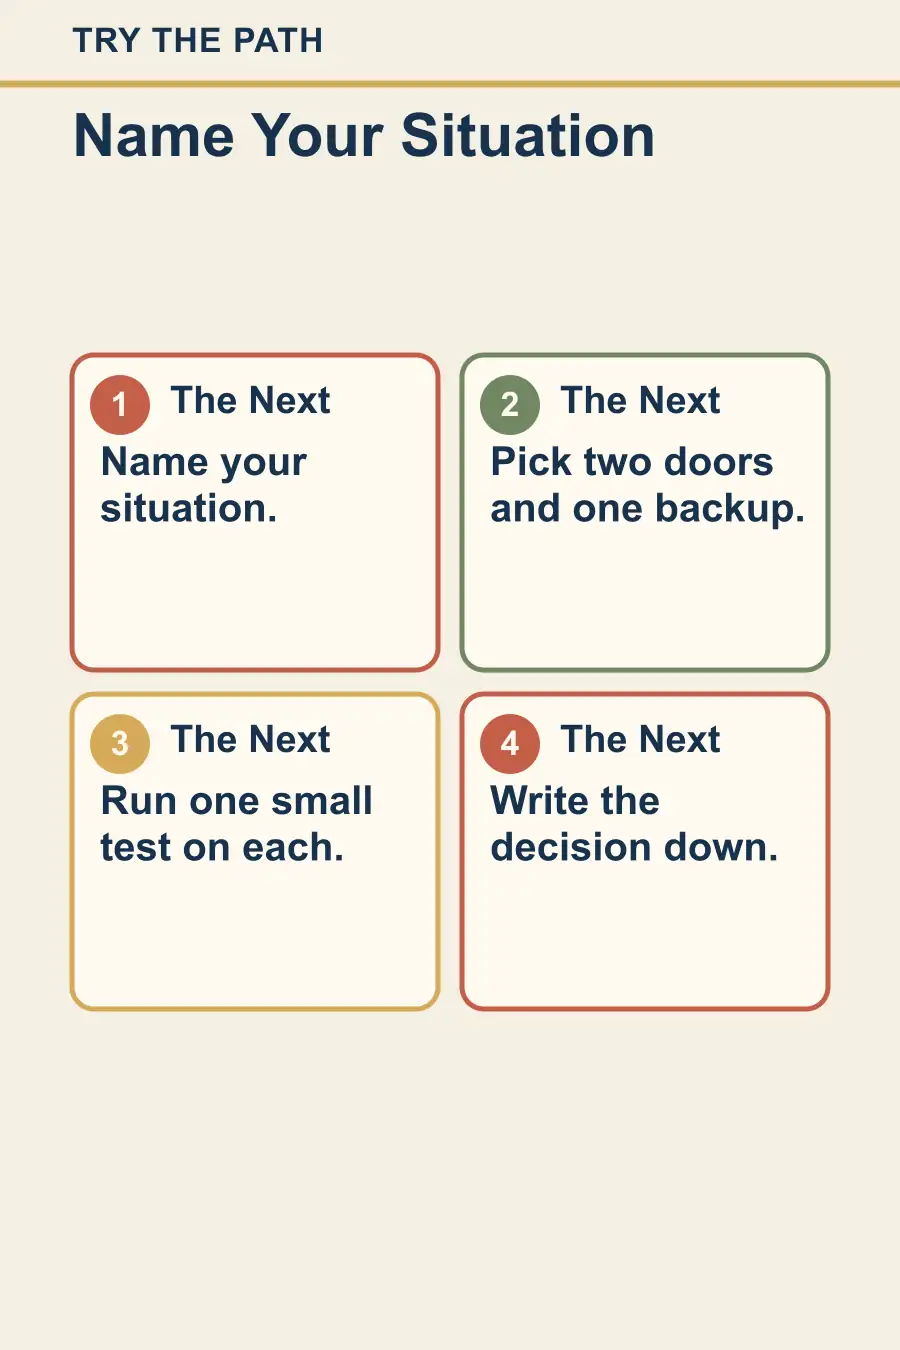 TRY THE PATH
Name Your Situation
1 The Next
Name your
situation.
2 The Next
Pick two doors
and one backup.
3 The Next
Run one small
test on each.
4 The Next
Write the
decision down.